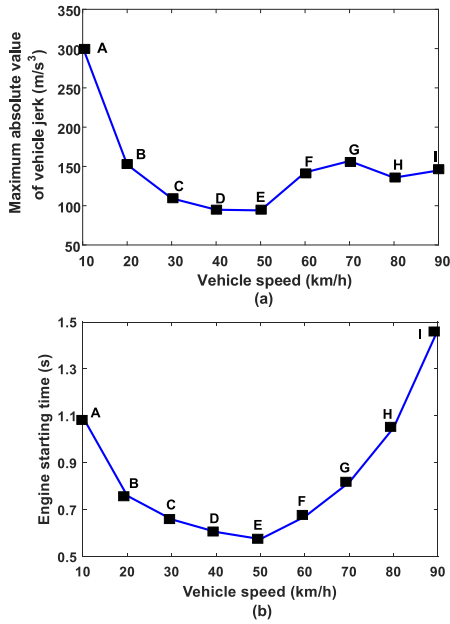 350
300
250
200
150
100
50
Maximum absolute value
of vehicle jerk (m/s³)
A
B
C
D
E
F
G
H
I
10 20 30 40 50 60 70 80 90
Vehicle speed (km/h)
(a)
1.5
1.3
1.1
0.9
0.7
0.5
Engine starting time (s)
A
B
C
D
E
F
G
H
I
10 20 30 40 50 60 70 80 90
Vehicle speed (km/h)
(b)